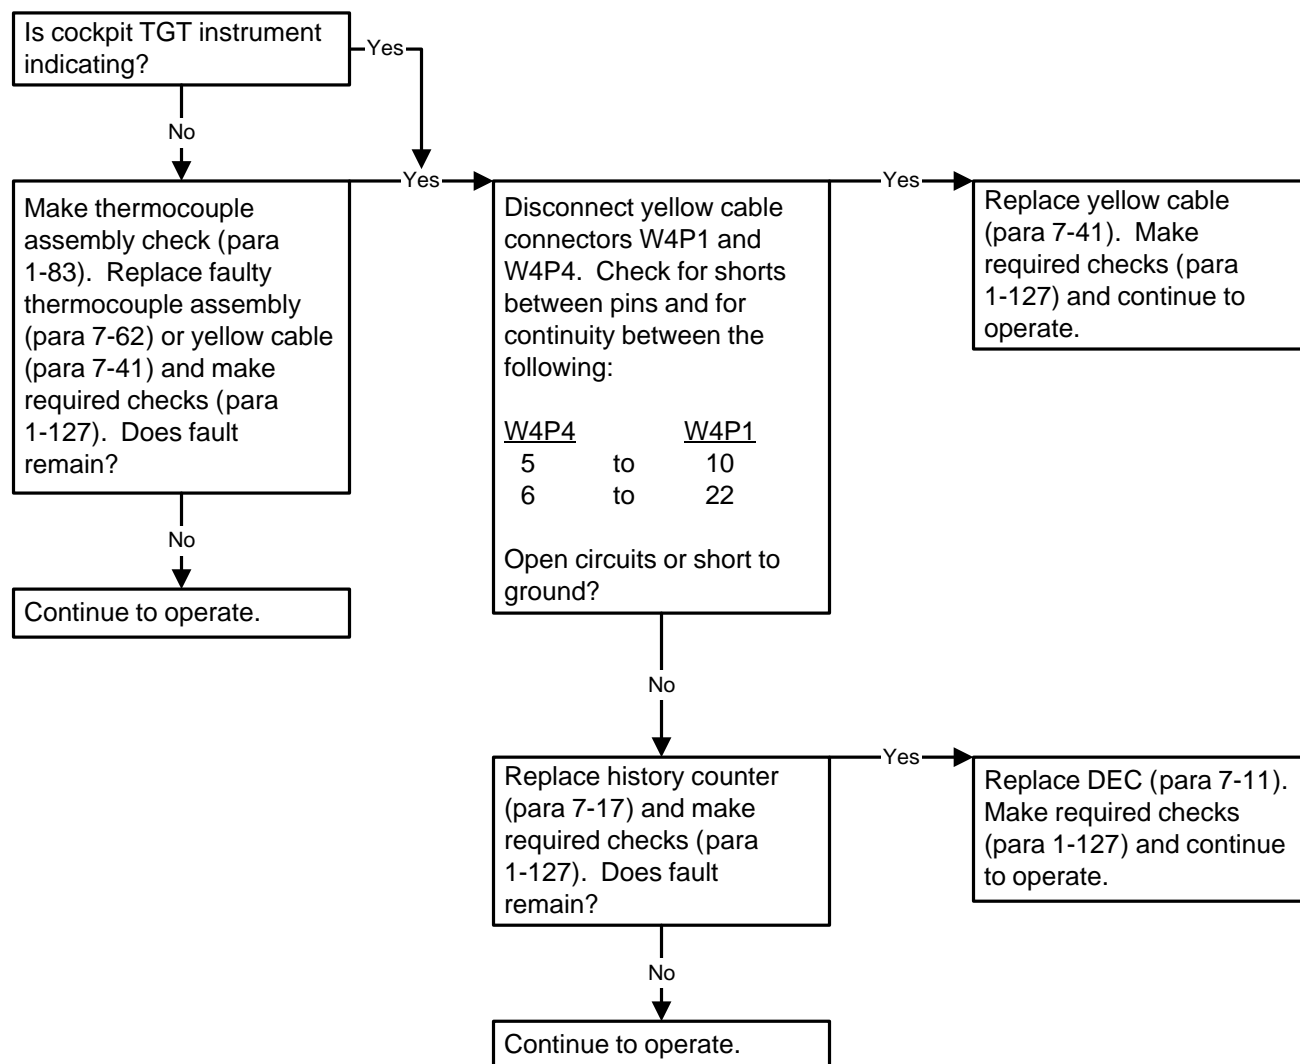 Is cockpit TGT instrument
indicating?
Yes
No
Make thermocouple
assembly check (para
1-83).  Replace faulty
thermocouple assembly
(para 7-62) or yellow cable
(para 7-41) and make
required checks (para
1-127).  Does fault
remain?
Yes
No
Continue to operate.
Disconnect yellow cable
connectors W4P1 and
W4P4.  Check for shorts
between pins and for
continuity between the
following:
W4P4 W4P1
5 to 10
6 to 22
Open circuits or short to
ground?
Yes
Replace yellow cable
(para 7-41).  Make
required checks (para
1-127) and continue to
operate.
No
Replace history counter
(para 7-17) and make
required checks (para
1-127).  Does fault
remain?
Yes
Replace DEC (para 7-11).
Make required checks
(para 1-127) and continue
to operate.
No
Continue to operate.